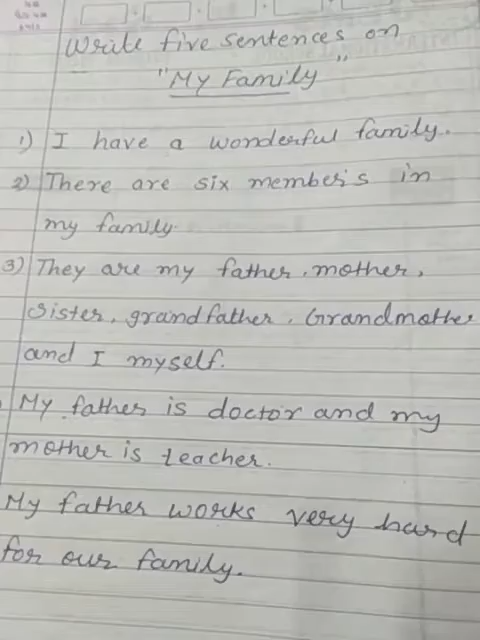 Write five sentences on
"My Family"
1) I have a wonderful family.
2) There are six member's in
my family.
3) They are my father, mother,
sister, grandfather, Grandmother
and I myself.
My father is doctor and my
mother is teacher.
My father works very hard
for our family.